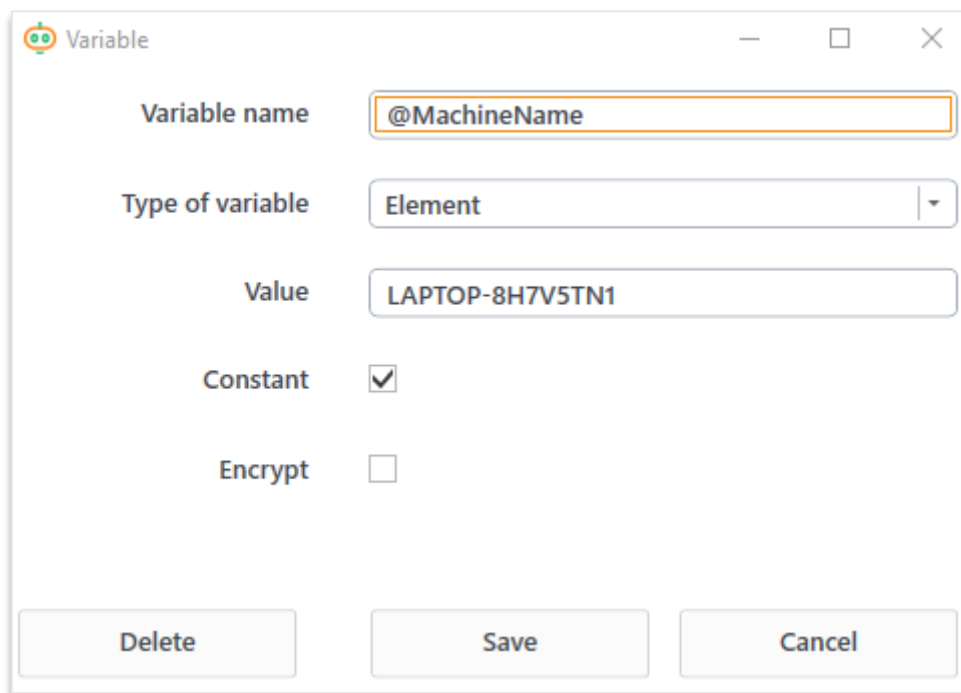 Variable
Variable name @MachineName
Type of variable Element
Value LAPTOP-8H7V5TN1
Constant
Encrypt
Delete Save Cancel